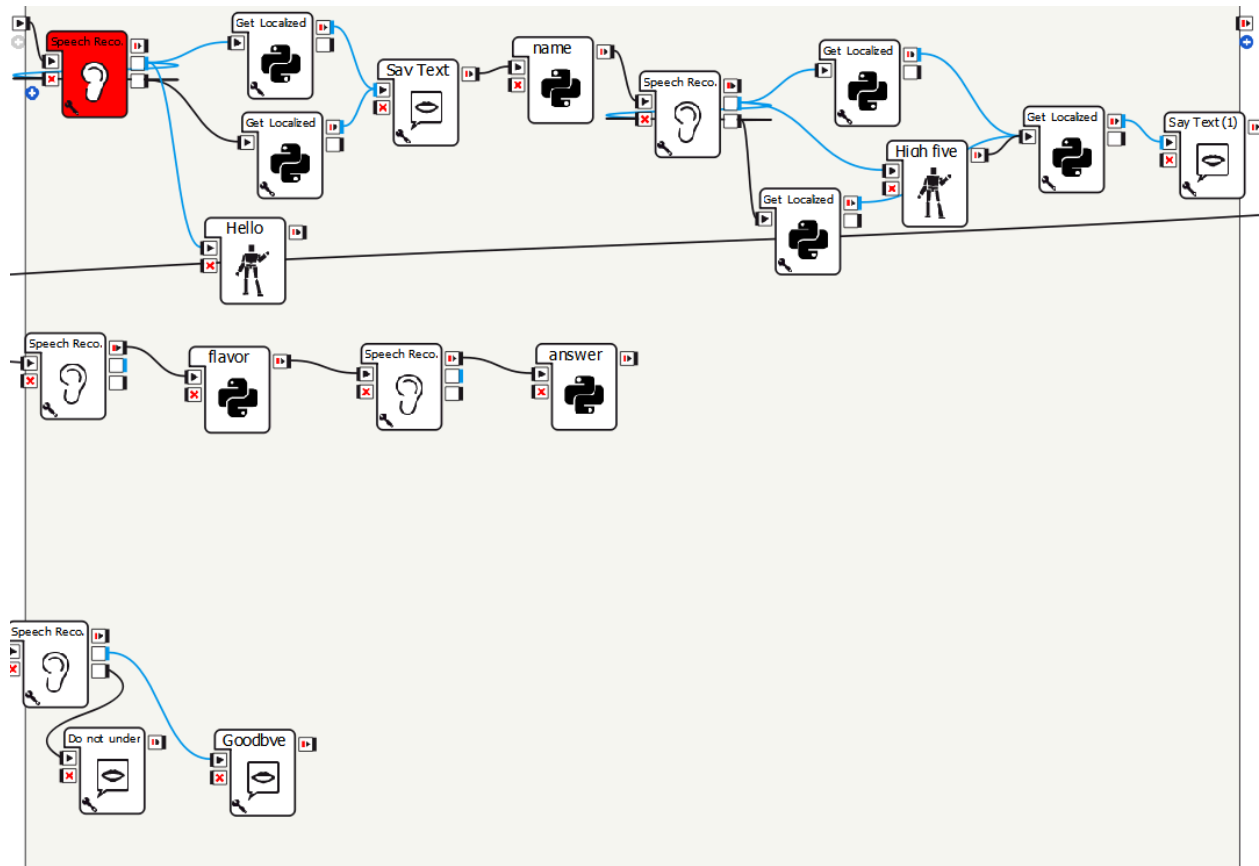 Speech Reco.
Get Localized
Say Text
name
Get Localized
Speech Reco.
Get Localized
High five
Get Localized
Get Localized
Say Text (1)
Hello
Speech Reco.
flavor
Speech Reco.
answer
Speech Reco.
Do not under
Goodbye